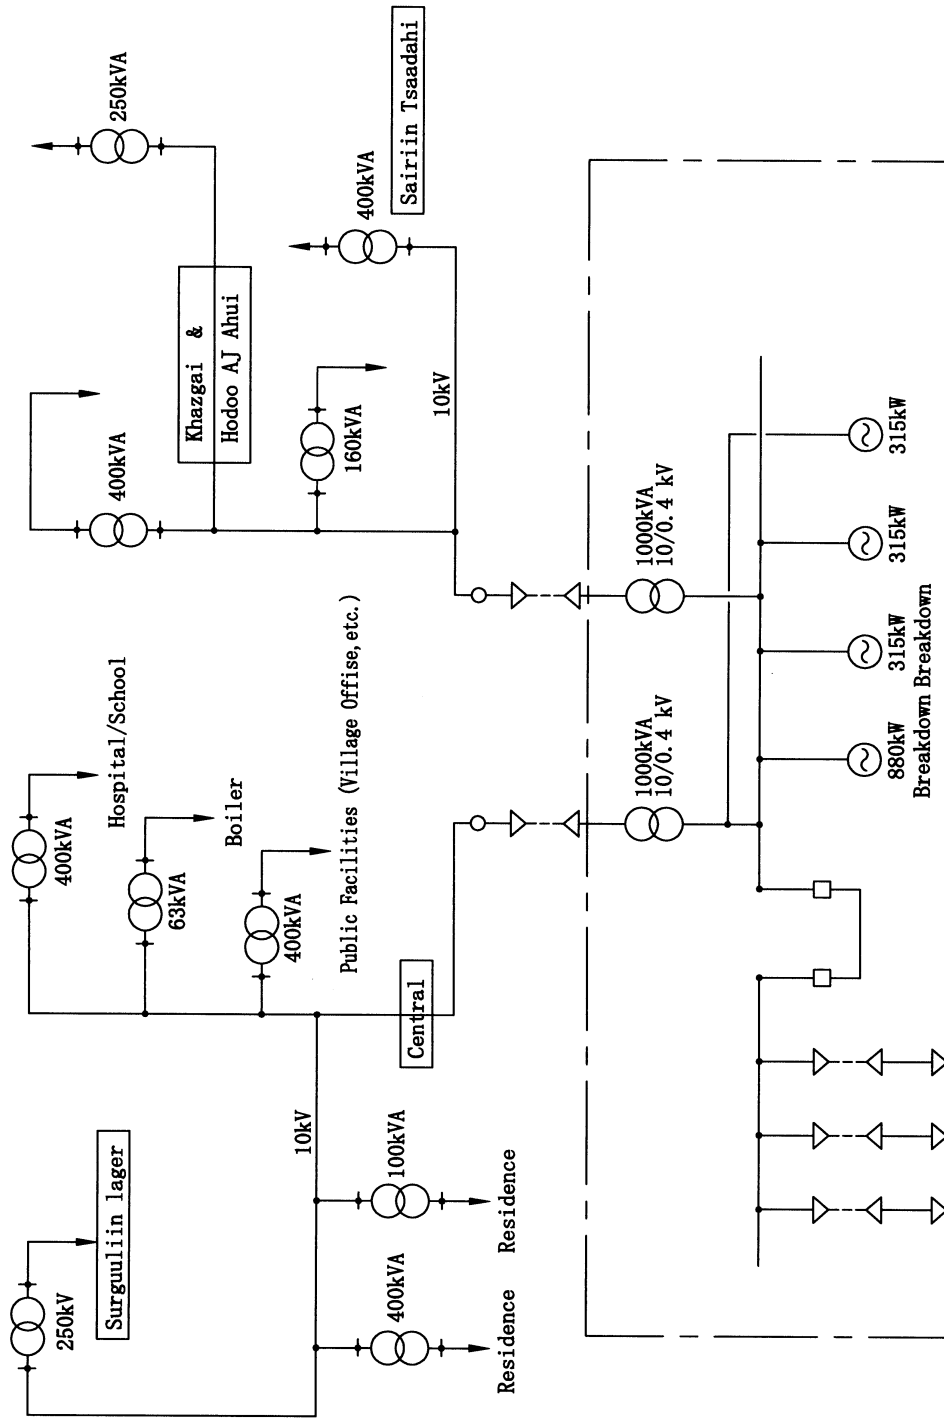 250kV
Surguuliin lager
400kVA
Residence
100kVA
Residence
10kV
400kVA
Hospital/School
63kVA
Boiler
400kVA
Public Facilities (Village Offise,etc.)
Central
400kVA
250kVA
Khazgai &
Hodoo AJ Ahui
160kVA
400kVA
Sairiin Tsaadahi
10kV
1000kVA
10/0.4 kV
1000kVA
10/0.4 kV
880kW
Breakdown
315kW
Breakdown
315kW
315kW